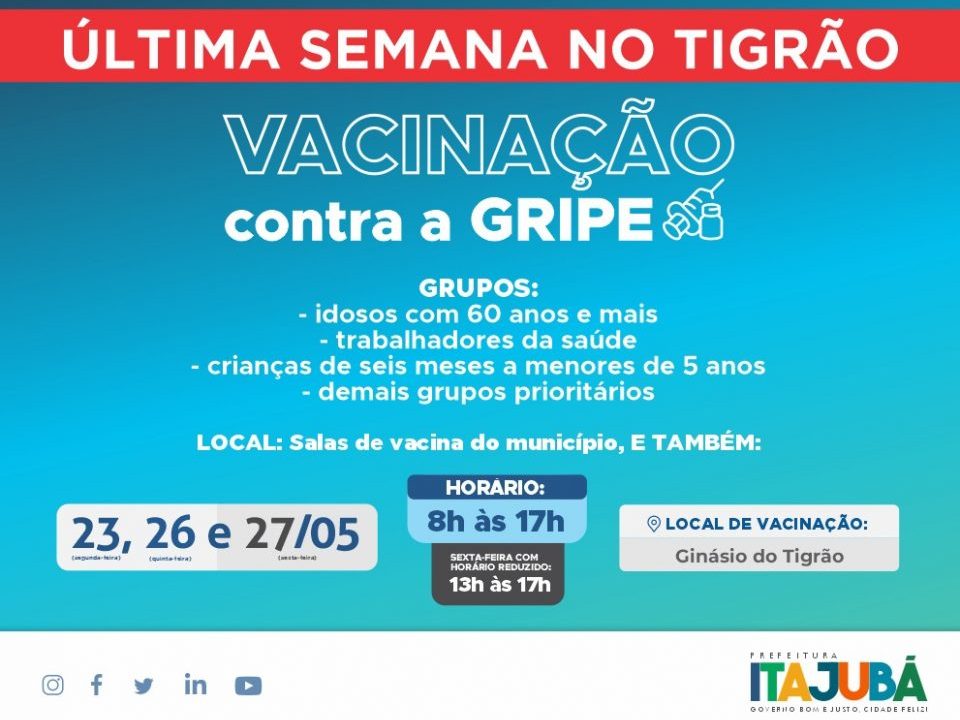 ÚLTIMA SEMANA NO TIGRÃO
VACINAÇÃO
contra a GRIPE
GRUPOS:
- idosos com 60 anos e mais
- trabalhadores da saúde
- crianças de seis meses a menores de 5 anos
- demais grupos prioritários
LOCAL: Salas de vacina do município, E TAMBÉM:
23, 26 e 27/05
(segunda-feira) (quinta-feira) (sexta-feira)
HORÁRIO:
8h às 17h
SEXTA-FEIRA COM
HORÁRIO REDUZIDO:
13h às 17h
LOCAL DE VACINAÇÃO:
Ginásio do Tigrão
PREFEITURA
ITAJUBÁ
GOVERNO BOM E JUSTO, CIDADE FELIZ!